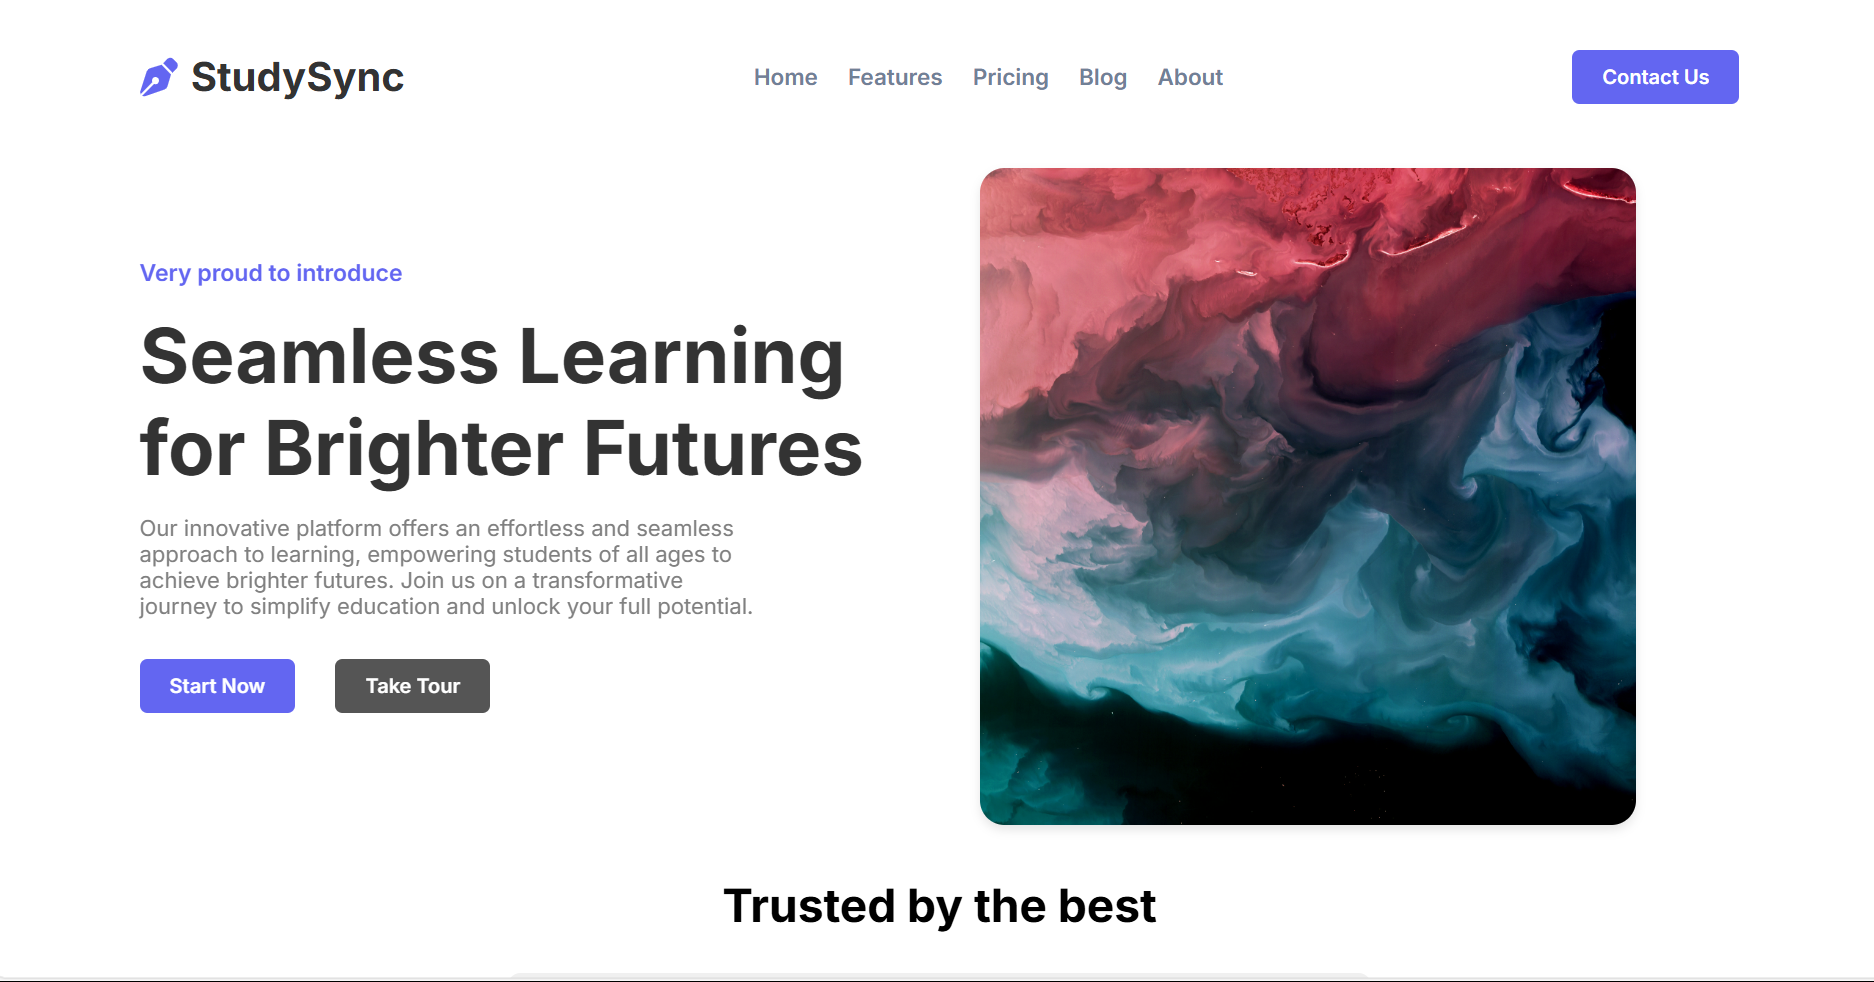 StudySync
Home Features Pricing Blog About
Contact Us
Very proud to introduce
Seamless Learning
for Brighter Futures
Our innovative platform offers an effortless and seamless
approach to learning, empowering students of all ages to
achieve brighter futures. Join us on a transformative
journey to simplify education and unlock your full potential.
Start Now
Take Tour
Trusted by the best